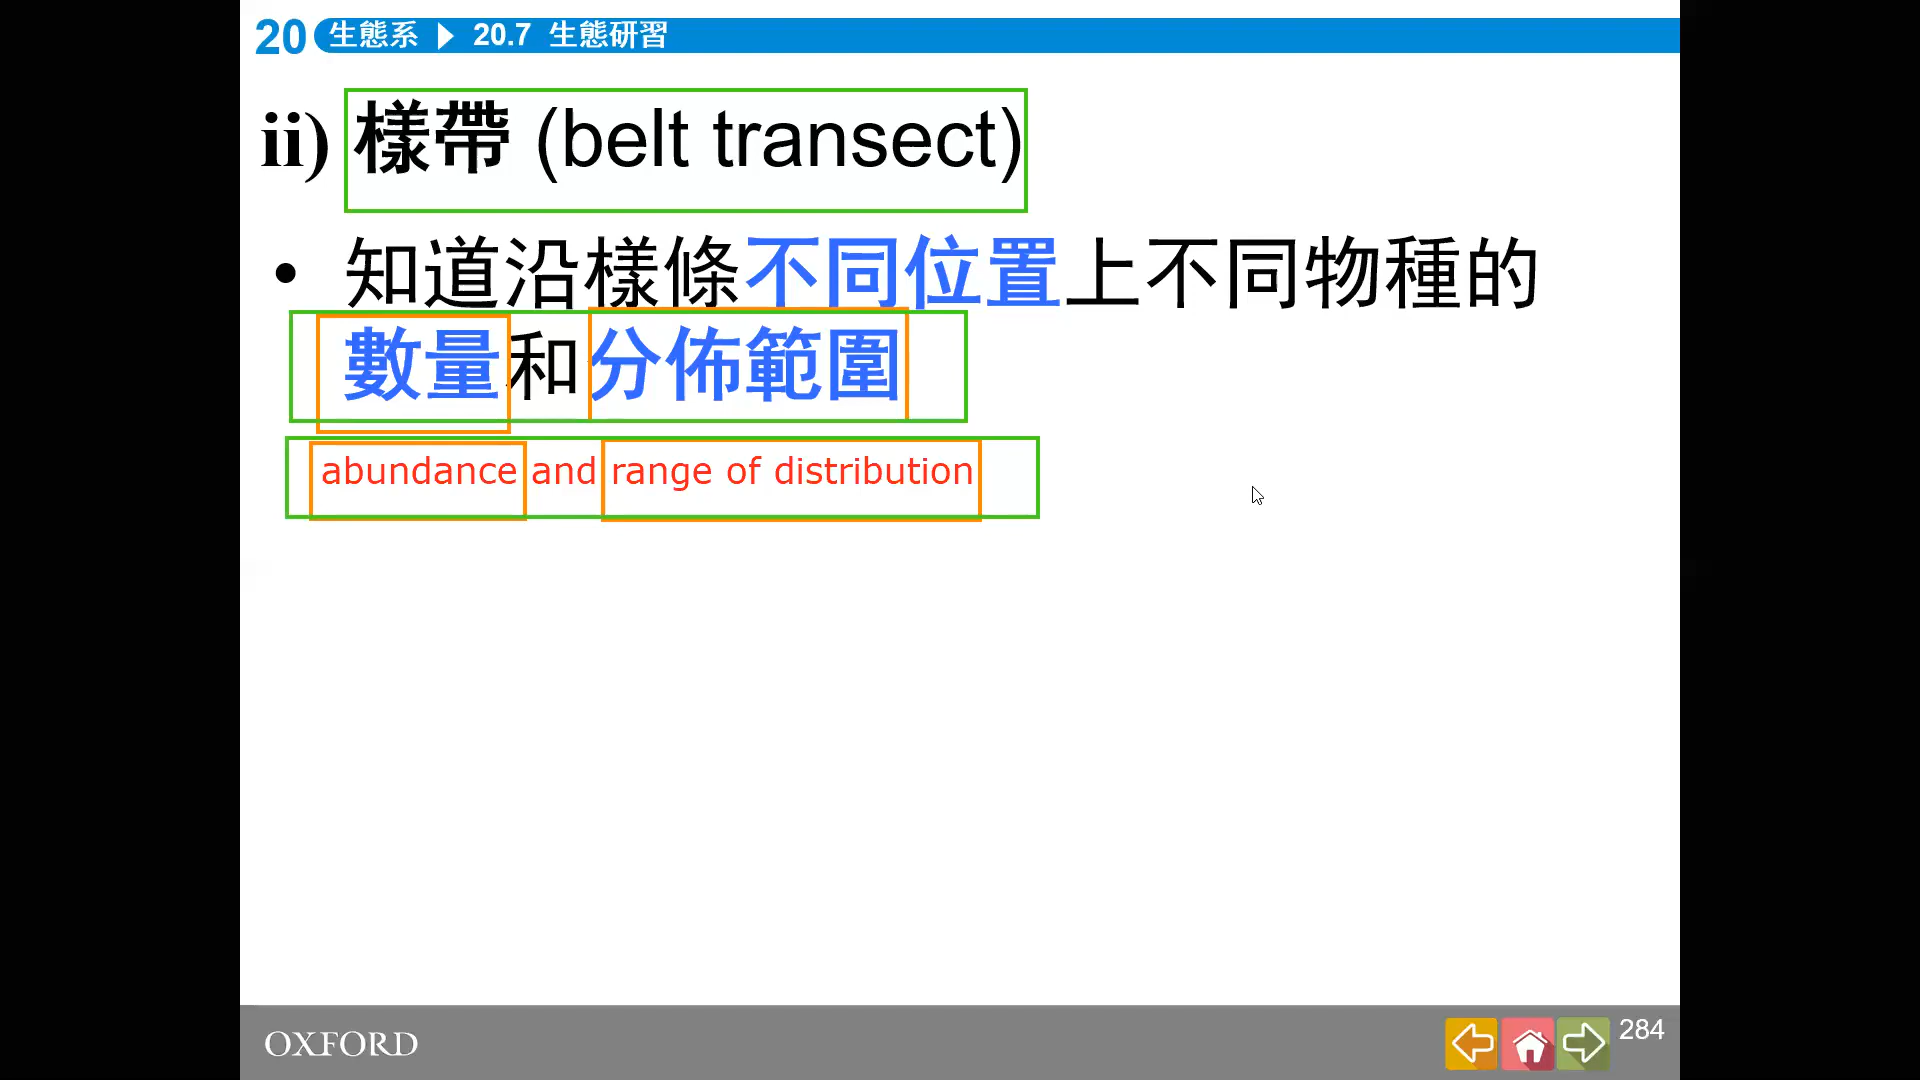 20 生態系 ▶ 20.7 生態研習
ii) 樣帶 (belt transect)
• 知道沿樣條不同位置上不同物種的
數量和分佈範圍
abundance and range of distribution
OXFORD
284